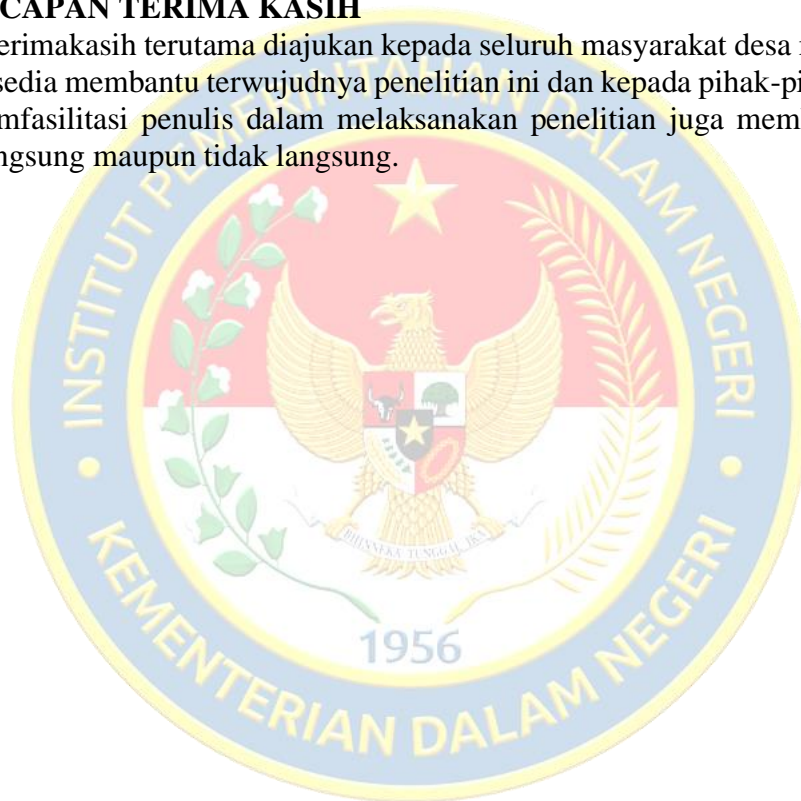 CAPAN TERIMA KASIH
erimakasih terutama diajukan kepada seluruh masyarakat desa
sedia membantu terwujudnya penelitian ini dan kepada pihak-pi
mfasilitasi penulis dalam melaksanakan penelitian juga mem
ngsung maupun tidak langsung.
INSTITUT PEMERINTAHAN DALAM NEGERI
BHINNEKA TUNGGAL IKA
1956
KEMENTERIAN DALAM NEGERI